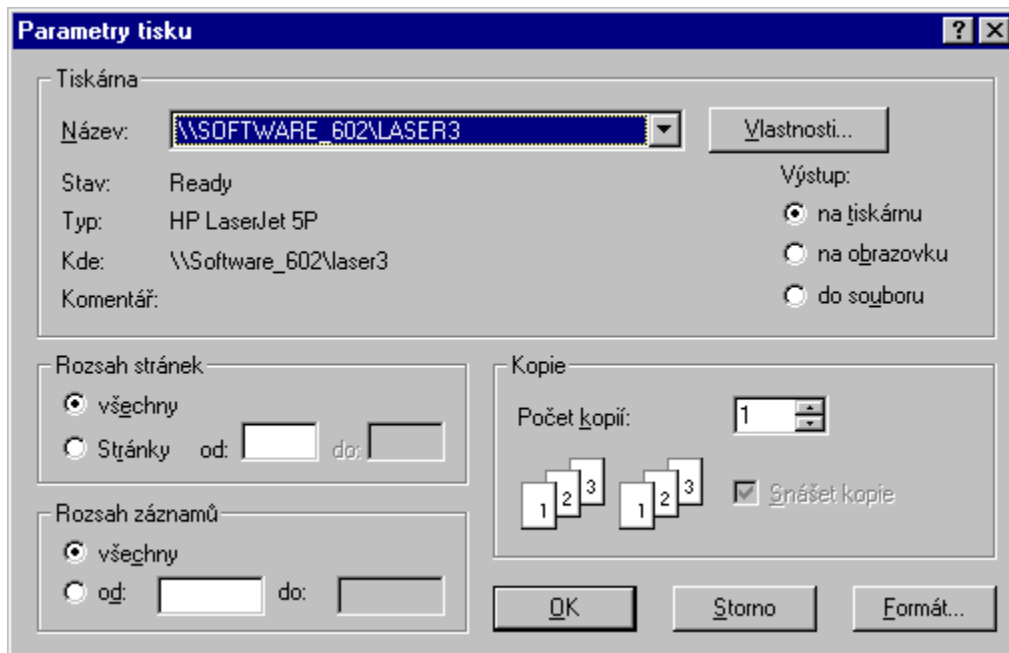 Parametry tisku
Tiskárna
Název: \\SOFTWARE_602\LASER3 Vlastnosti...
Stav: Ready Výstup:
Typ: HP LaserJet 5P na tiskárnu
Kde: \\Software_602\laser3 na obrazovku
Komentář: do souboru
Rozsah stránek Kopie
všechny Počet kopií: 1
Stránky od: do:
1 2 3 1 2 3 Snášet kopie
Rozsah záznamů
všechny
od: do:
OK Storno Formát...